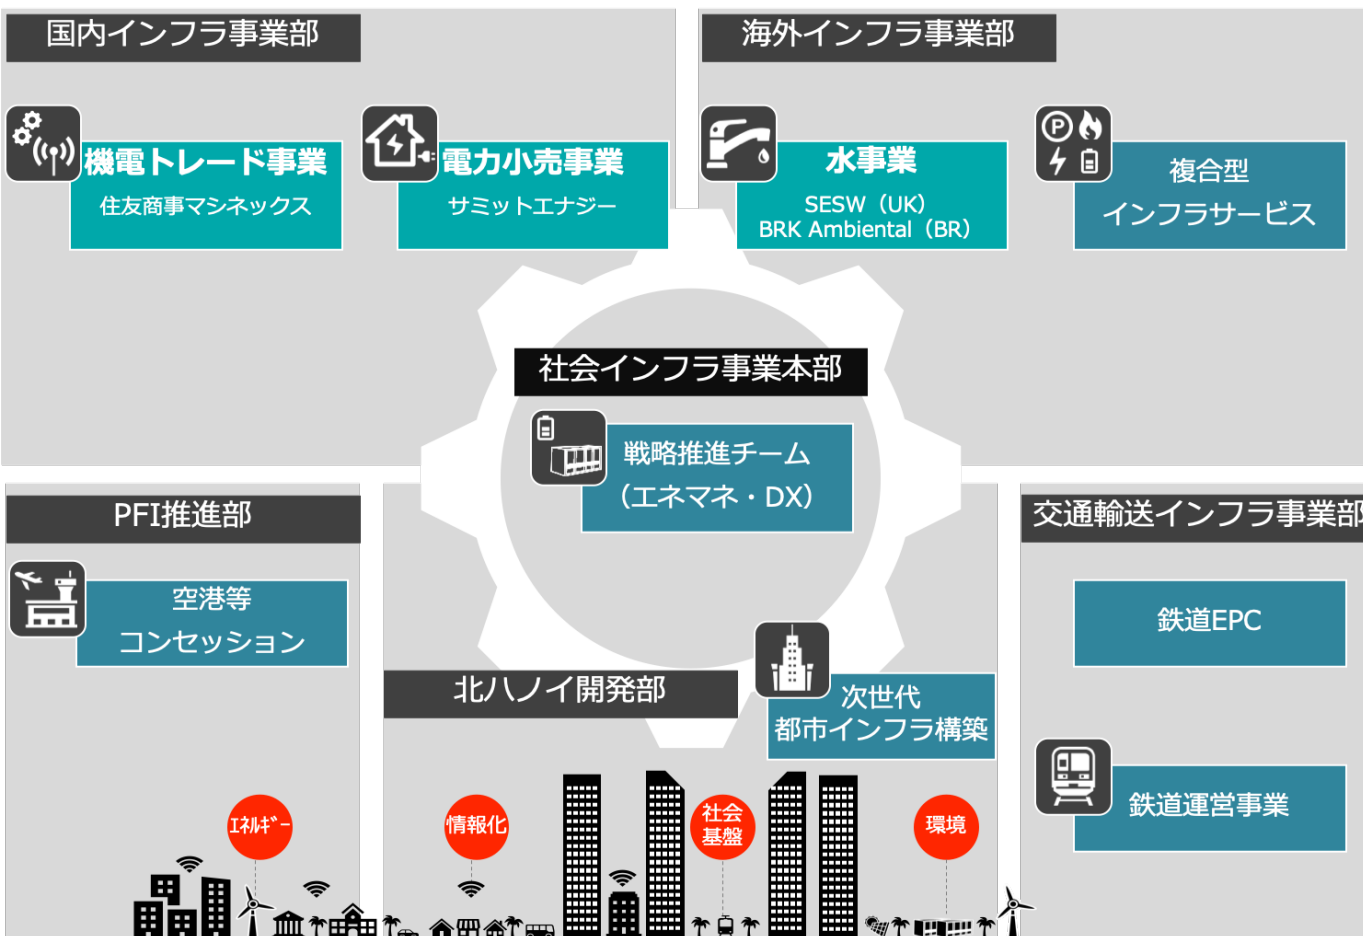 国内インフラ事業部
海外インフラ事業部
機電トレード事業
住友商事マシネックス
電力小売事業
サミットエナジー
水事業
SESW（UK）
BRK Ambiental（BR）
P
複合型
インフラサービス
社会インフラ事業本部
戦略推進チーム
（エネマネ・DX）
PFI推進部
交通輸送インフラ事業部
空港等
コンセッション
鉄道EPC
北ハノイ開発部
次世代
都市インフラ構築
鉄道運営事業
ｴﾈﾙｷﾞｰ
情報化
社会
基盤
環境